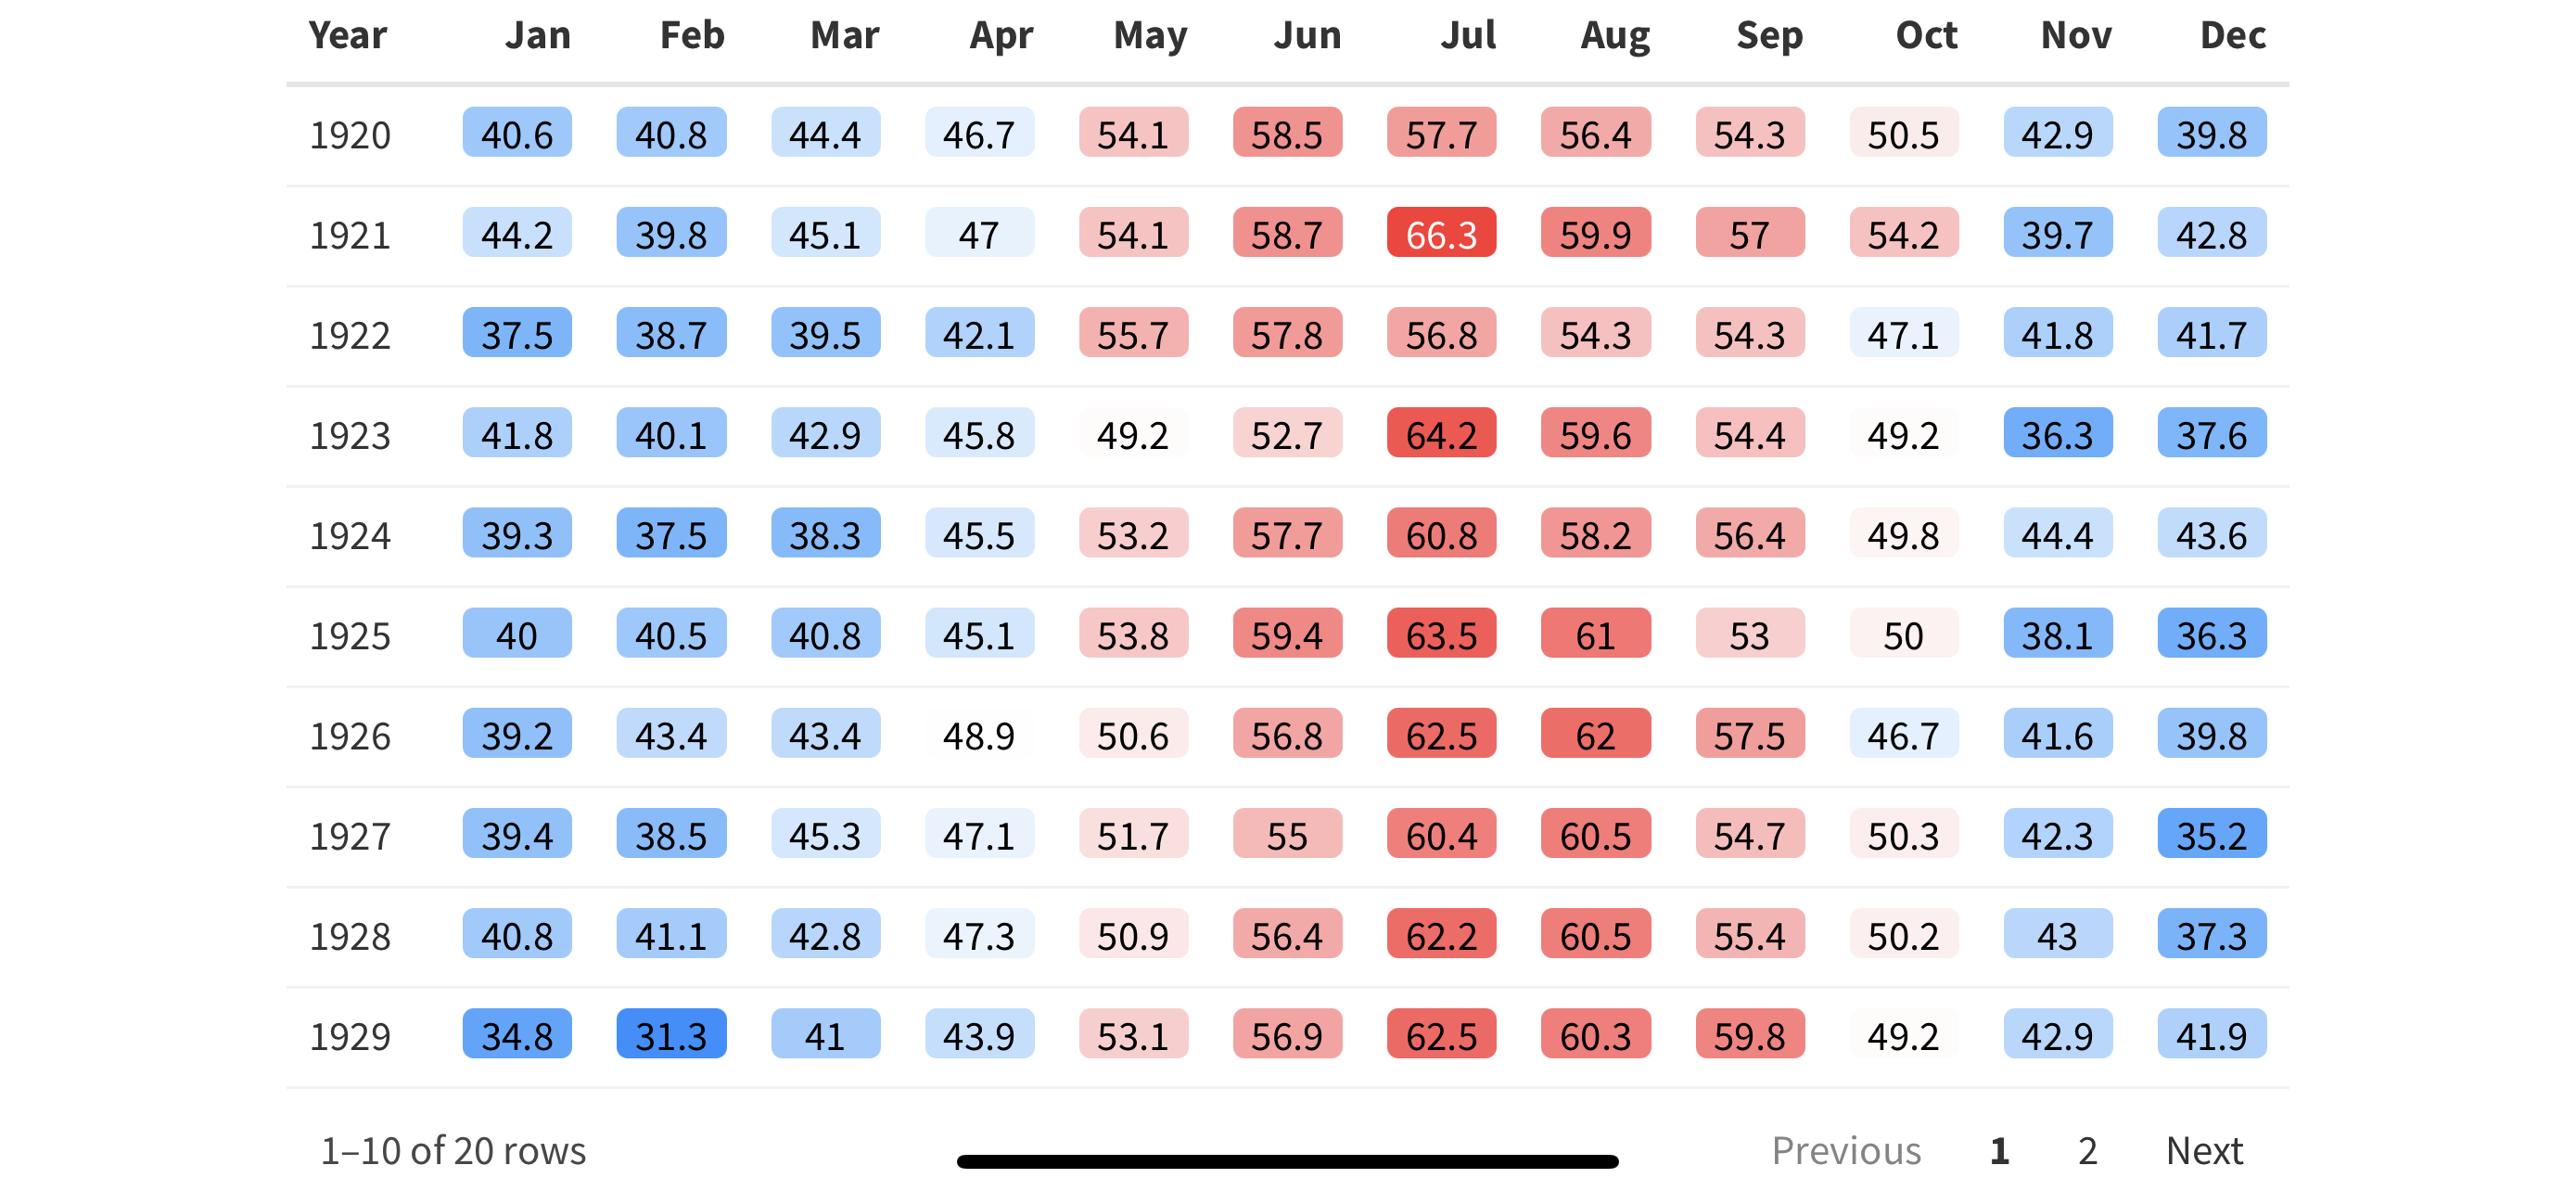 Year Jan Feb Mar Apr May Jun Jul Aug Sep Oct Nov Dec
1920 40.6 40.8 44.4 46.7 54.1 58.5 57.7 56.4 54.3 50.5 42.9 39.8
1921 44.2 39.8 45.1 47 54.1 58.7 66.3 59.9 57 54.2 39.7 42.8
1922 37.5 38.7 39.5 42.1 55.7 57.8 56.8 54.3 54.3 47.1 41.8 41.7
1923 41.8 40.1 42.9 45.8 49.2 52.7 64.2 59.6 54.4 49.2 36.3 37.6
1924 39.3 37.5 38.3 45.5 53.2 57.7 60.8 58.2 56.4 49.8 44.4 43.6
1925 40 40.5 40.8 45.1 53.8 59.4 63.5 61 53 50 38.1 36.3
1926 39.2 43.4 43.4 48.9 50.6 56.8 62.5 62 57.5 46.7 41.6 39.8
1927 39.4 38.5 45.3 47.1 51.7 55 60.4 60.5 54.7 50.3 42.3 35.2
1928 40.8 41.1 42.8 47.3 50.9 56.4 62.2 60.5 55.4 50.2 43 37.3
1929 34.8 31.3 41 43.9 53.1 56.9 62.5 60.3 59.8 49.2 42.9 41.9
1–10 of 20 rows Previous 1 2 Next